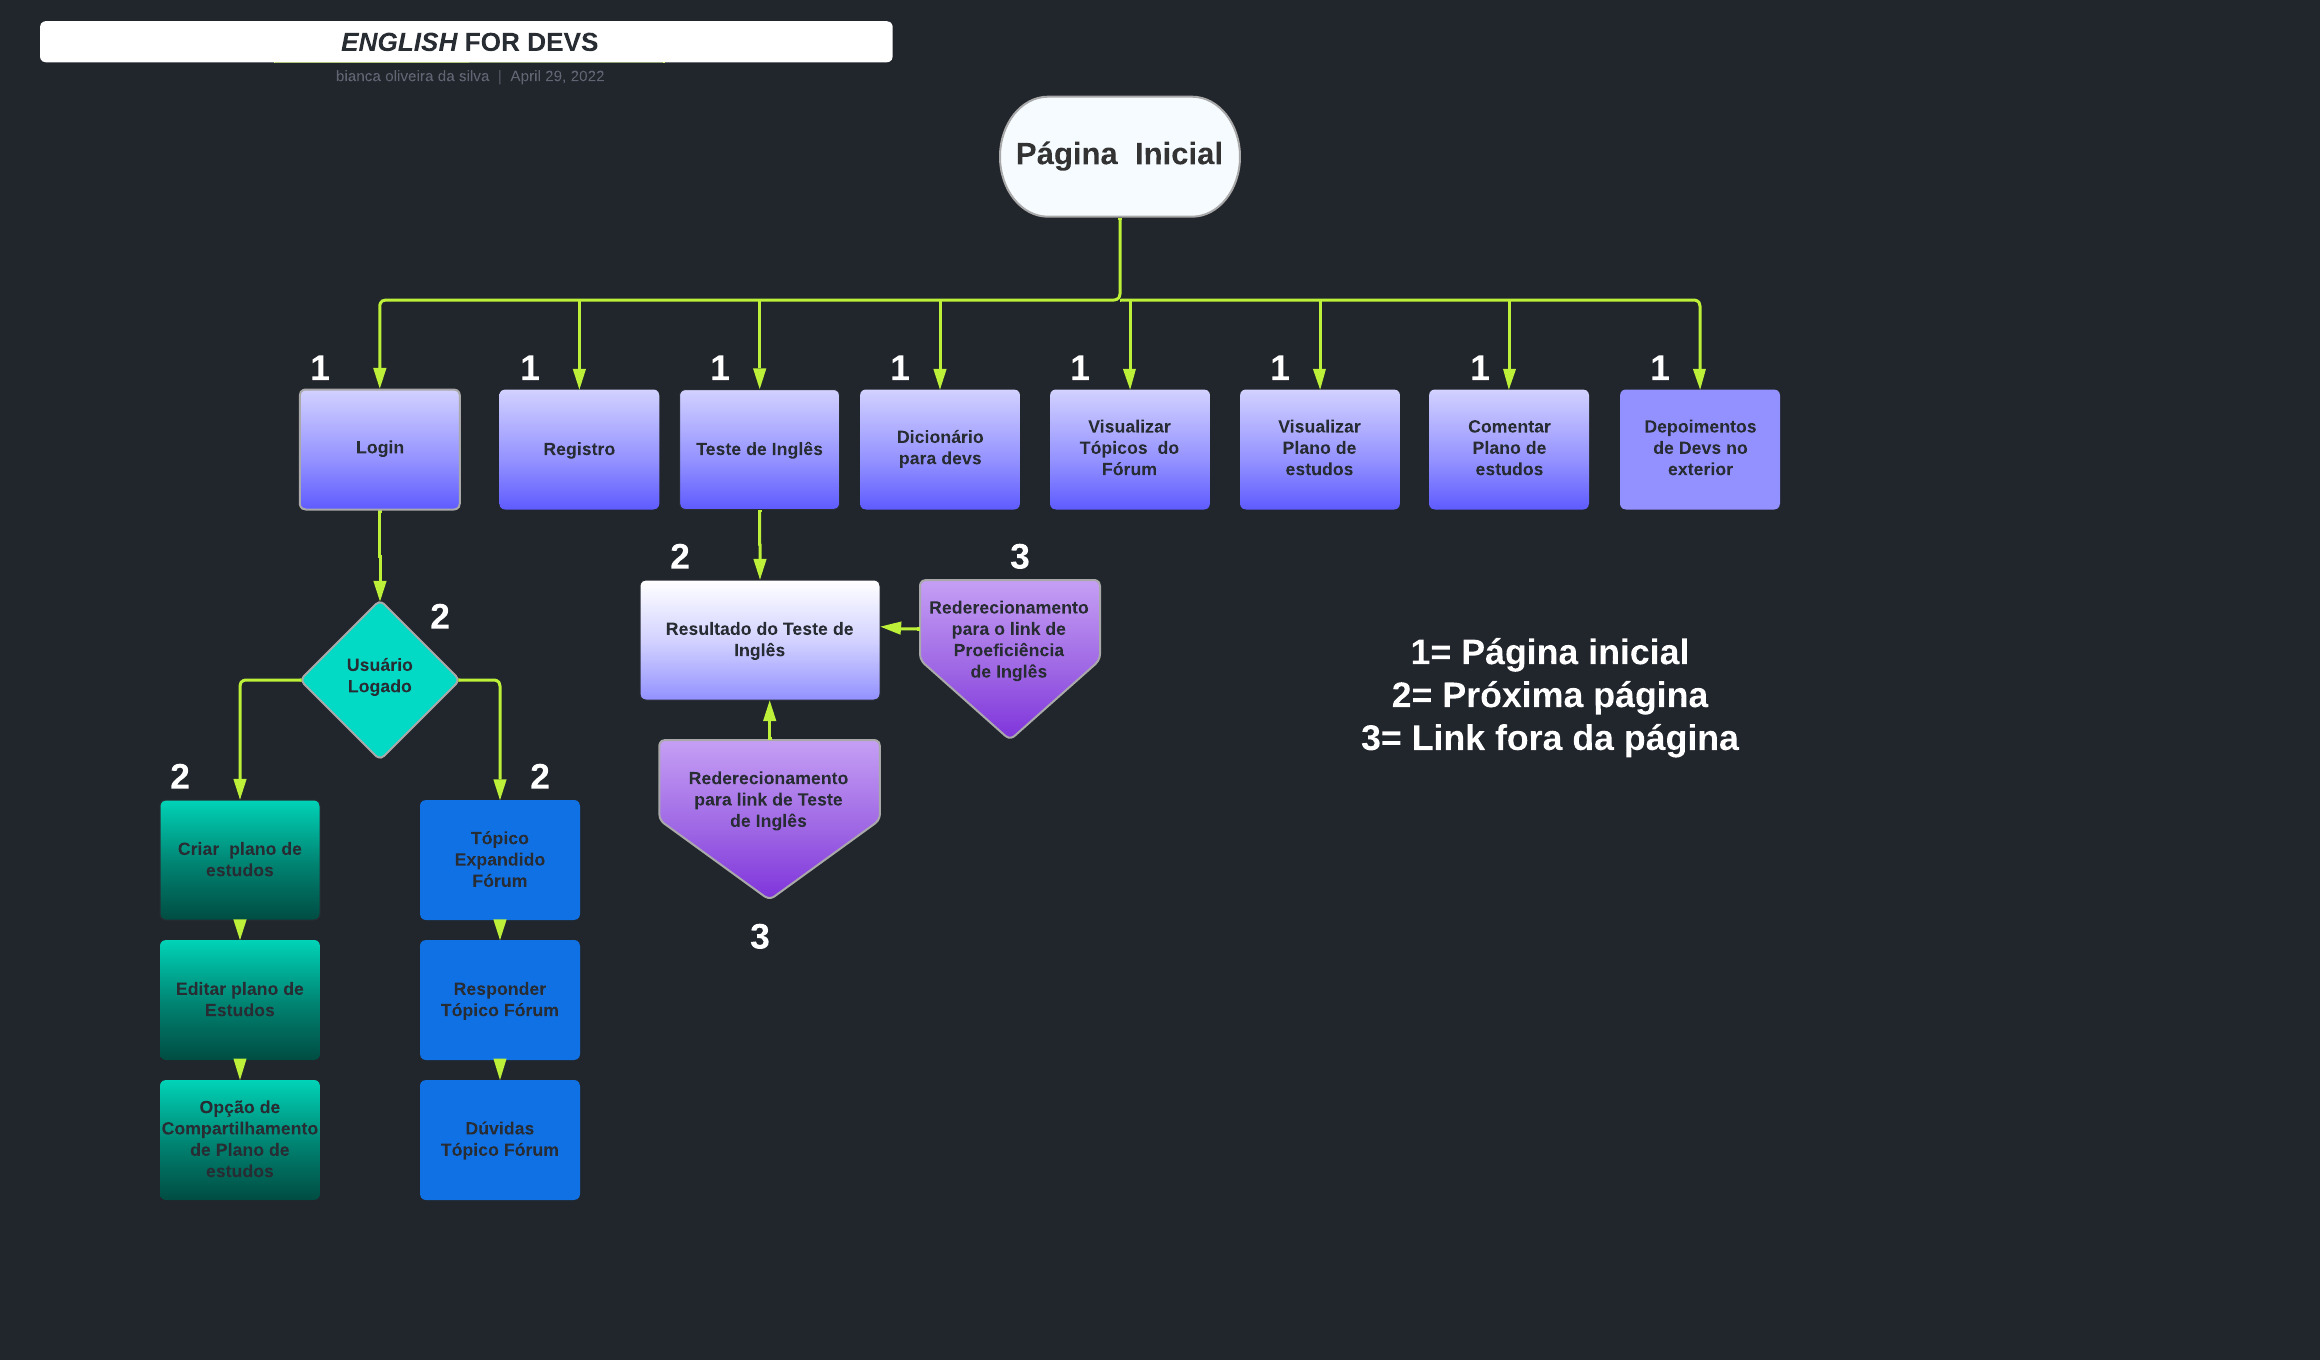 ENGLISH FOR DEVS
bianca oliveira da silva | April 29, 2022
Página Inicial
1
1
1
1
1
1
1
1
Login
Registro
Teste de Inglês
Dicionário
para devs
Visualizar
Tópicos do
Fórum
Visualizar
Plano de
estudos
Comentar
Plano de
estudos
Depoimentos
de Devs no
exterior
2
3
2
Resultado do Teste de
Inglês
Rederecionamento
para o link de
Proeficiência
de Inglês
Usuário
Logado
1= Página inicial
2= Próxima página
3= Link fora da página
2
2
Rederecionamento
para link de Teste
de Inglês
3
Criar plano de
estudos
Tópico
Expandido
Fórum
Editar plano de
Estudos
Responder
Tópico Fórum
Opção de
Compartilhamento
de Plano de
estudos
Dúvidas
Tópico Fórum